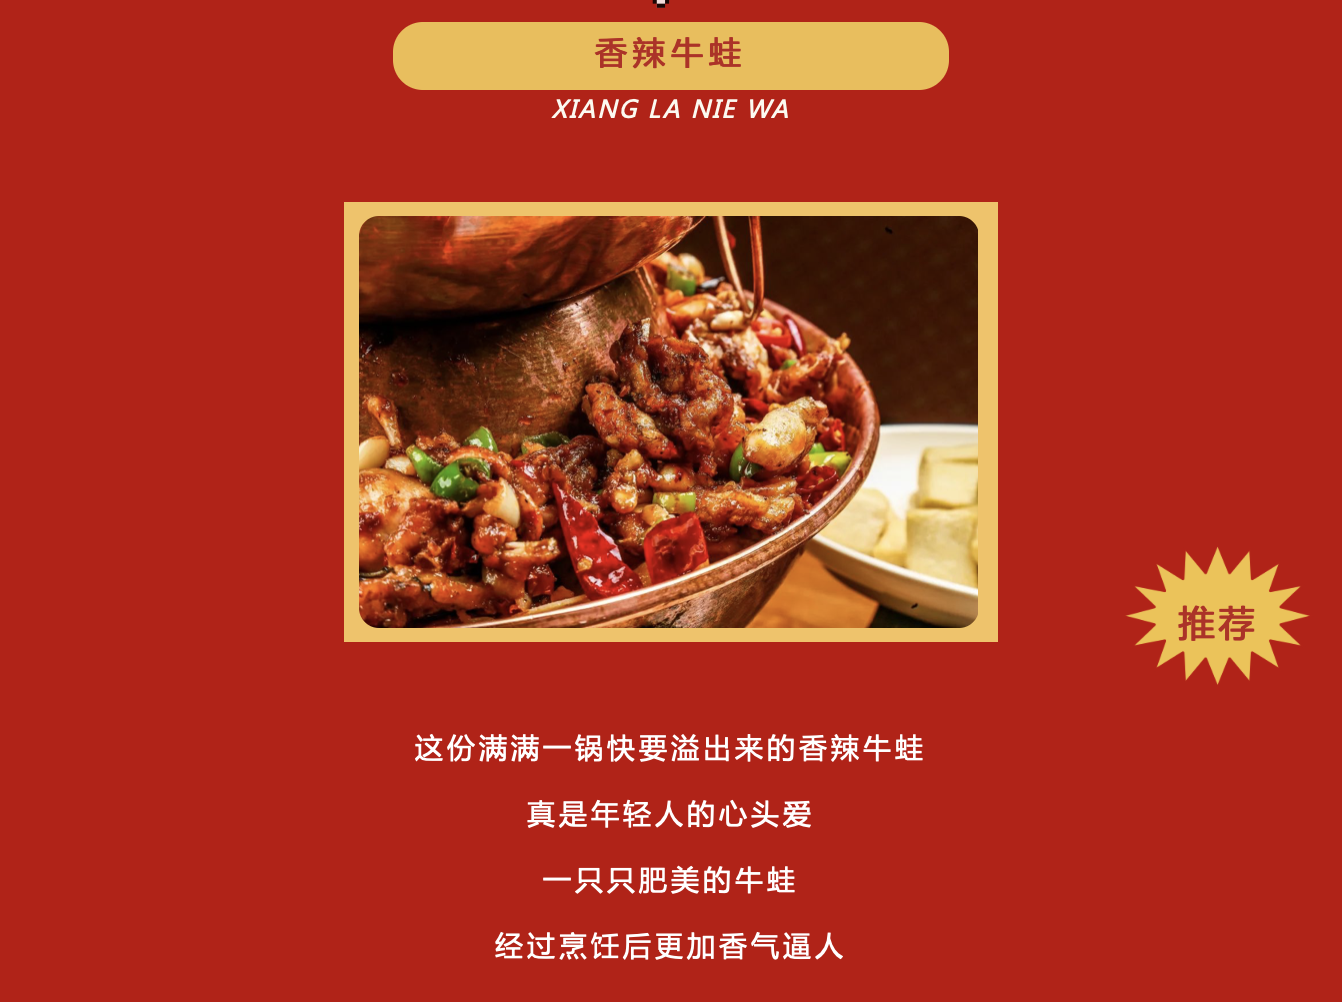 香辣牛蛙
XIANG LA NIE WA
推荐
这份满满一锅快要溢出来的香辣牛蛙
真是年轻人的心头爱
一只只肥美的牛蛙
经过烹饪后更加香气逼人